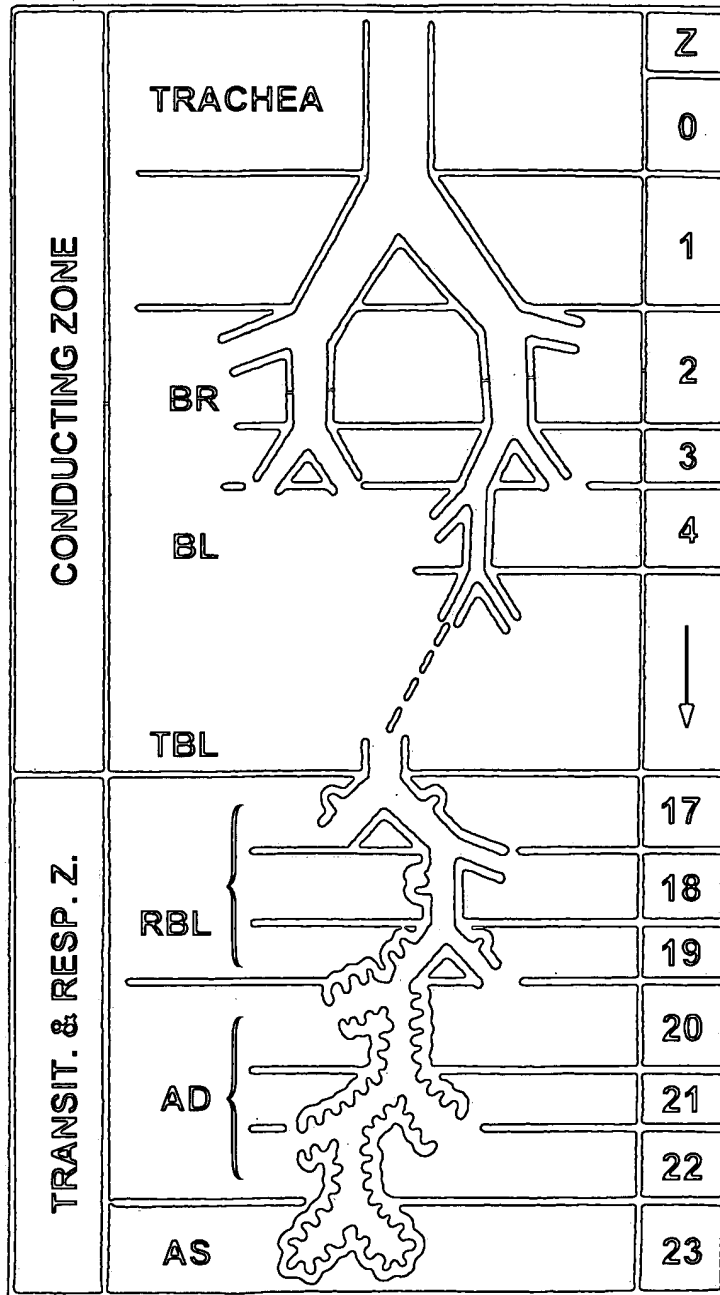 Z
TRACHEA
0
1
CONDUCTING ZONE
BR
2
3
BL
4
TBL
17
TRANSIT. & RESP. Z.
RBL
18
19
20
AD
21
22
AS
23